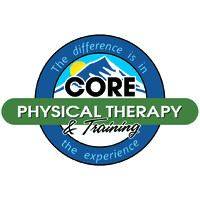 The difference is in
CORE
PHYSICAL THERAPY
& Training
the experience